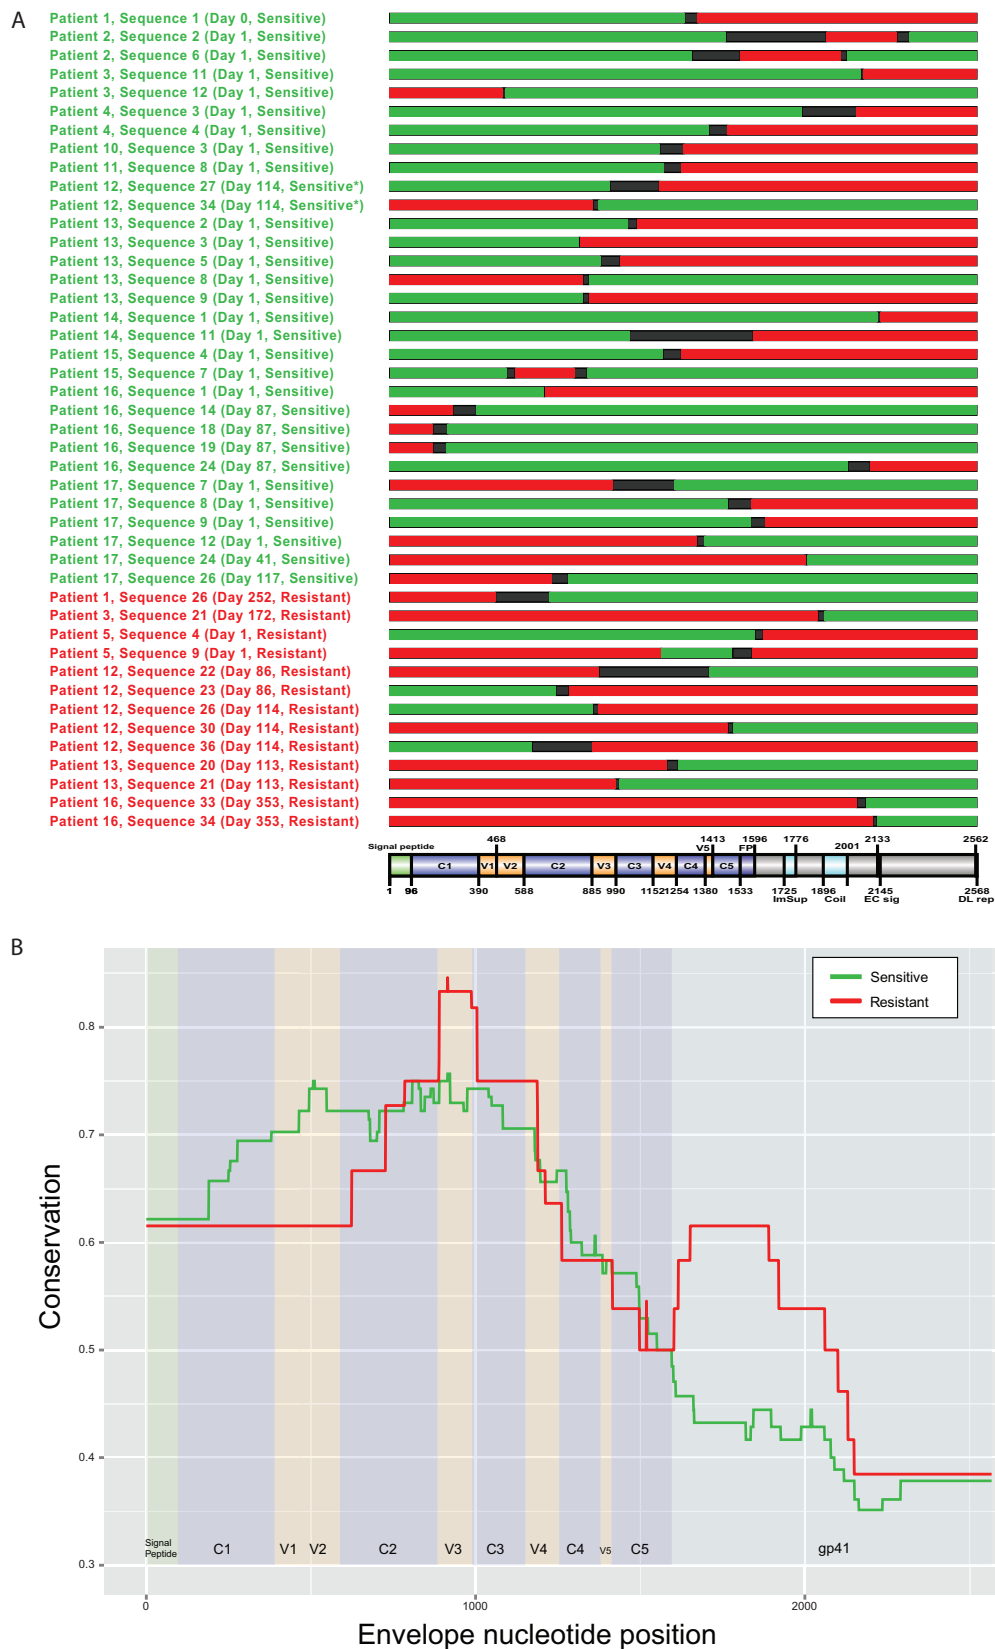 A
Patient 1, Sequence 1 (Day 0, Sensitive)
Patient 2, Sequence 2 (Day 1, Sensitive)
Patient 2, Sequence 6 (Day 1, Sensitive)
Patient 3, Sequence 11 (Day 1, Sensitive)
Patient 3, Sequence 12 (Day 1, Sensitive)
Patient 4, Sequence 3 (Day 1, Sensitive)
Patient 4, Sequence 4 (Day 1, Sensitive)
Patient 10, Sequence 3 (Day 1, Sensitive)
Patient 11, Sequence 8 (Day 1, Sensitive)
Patient 12, Sequence 27 (Day 114, Sensitive*)
Patient 12, Sequence 34 (Day 114, Sensitive*)
Patient 13, Sequence 2 (Day 1, Sensitive)
Patient 13, Sequence 3 (Day 1, Sensitive)
Patient 13, Sequence 5 (Day 1, Sensitive)
Patient 13, Sequence 8 (Day 1, Sensitive)
Patient 13, Sequence 9 (Day 1, Sensitive)
Patient 14, Sequence 1 (Day 1, Sensitive)
Patient 14, Sequence 11 (Day 1, Sensitive)
Patient 15, Sequence 4 (Day 1, Sensitive)
Patient 15, Sequence 7 (Day 1, Sensitive)
Patient 16, Sequence 1 (Day 1, Sensitive)
Patient 16, Sequence 14 (Day 87, Sensitive)
Patient 16, Sequence 18 (Day 87, Sensitive)
Patient 16, Sequence 19 (Day 87, Sensitive)
Patient 16, Sequence 24 (Day 87, Sensitive)
Patient 17, Sequence 7 (Day 1, Sensitive)
Patient 17, Sequence 8 (Day 1, Sensitive)
Patient 17, Sequence 9 (Day 1, Sensitive)
Patient 17, Sequence 12 (Day 1, Sensitive)
Patient 17, Sequence 24 (Day 41, Sensitive)
Patient 17, Sequence 26 (Day 117, Sensitive)
Patient 1, Sequence 26 (Day 252, Resistant)
Patient 3, Sequence 21 (Day 172, Resistant)
Patient 5, Sequence 4 (Day 1, Resistant)
Patient 5, Sequence 9 (Day 1, Resistant)
Patient 12, Sequence 22 (Day 86, Resistant)
Patient 12, Sequence 23 (Day 86, Resistant)
Patient 12, Sequence 26 (Day 114, Resistant)
Patient 12, Sequence 30 (Day 114, Resistant)
Patient 12, Sequence 36 (Day 114, Resistant)
Patient 13, Sequence 20 (Day 113, Resistant)
Patient 13, Sequence 21 (Day 113, Resistant)
Patient 16, Sequence 33 (Day 353, Resistant)
Patient 16, Sequence 34 (Day 353, Resistant)
468 1413 1596 1776 2133 2562
Signal peptide V5 FP 2001
C1 V1 V2 C2 V3 C3 V4 C4 C5
1 96 390 588 885 990 1152 1254 1380 1533 1725 1896 2145 2568
ImSup Coil EC sig DL rep
B
Sensitive
Resistant
0.8
0.7
0.6
0.5
0.4
0.3
Conservation
Signal
Peptide
C1 V1 V2 C2 V3 C3 V4 C4 V5 C5 gp41
0 1000 2000
Envelope nucleotide position